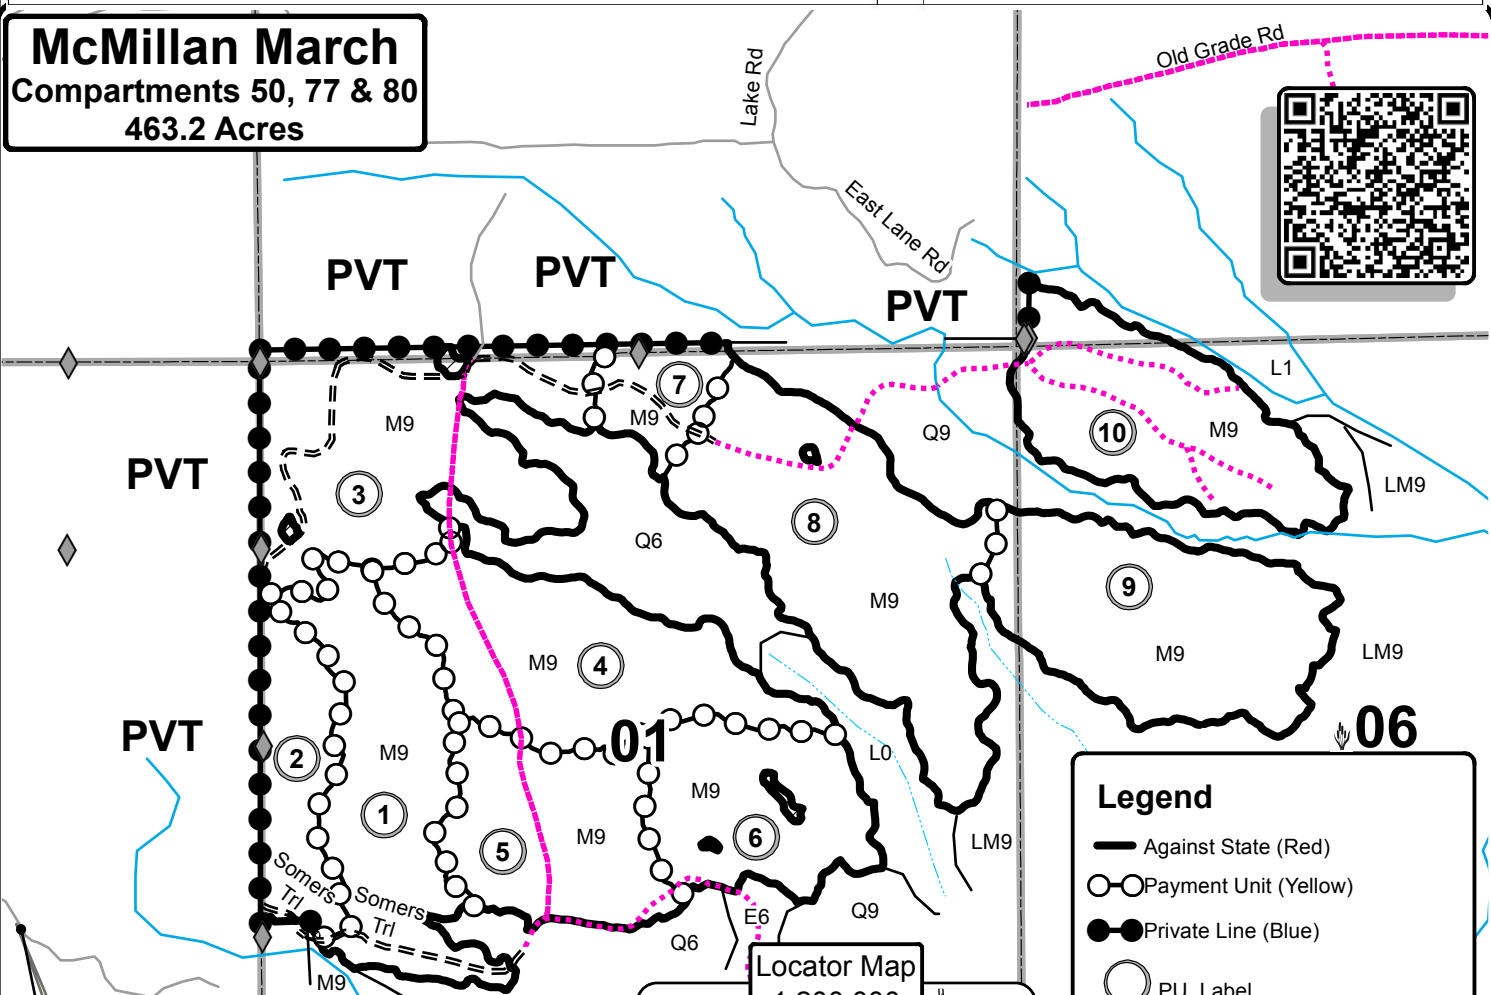 McMillan March
Compartments 50, 77 & 80
463.2 Acres
Lake Rd
Old Grade Rd
East Lane Rd
PVT
PVT
PVT
L1
7
M9
M9
Q9
10
M9
PVT
3
LM9
8
Q6
9
M9
M9
4
M9
LM9
01
06
PVT
2
M9
L0
M9
1
M9
6
5
LM9
Somers
Trl
Somers
Trl
E6
Q9
Q6
M9
Legend
Against State (Red)
Payment Unit (Yellow)
Private Line (Blue)
PU Label
Locator Map